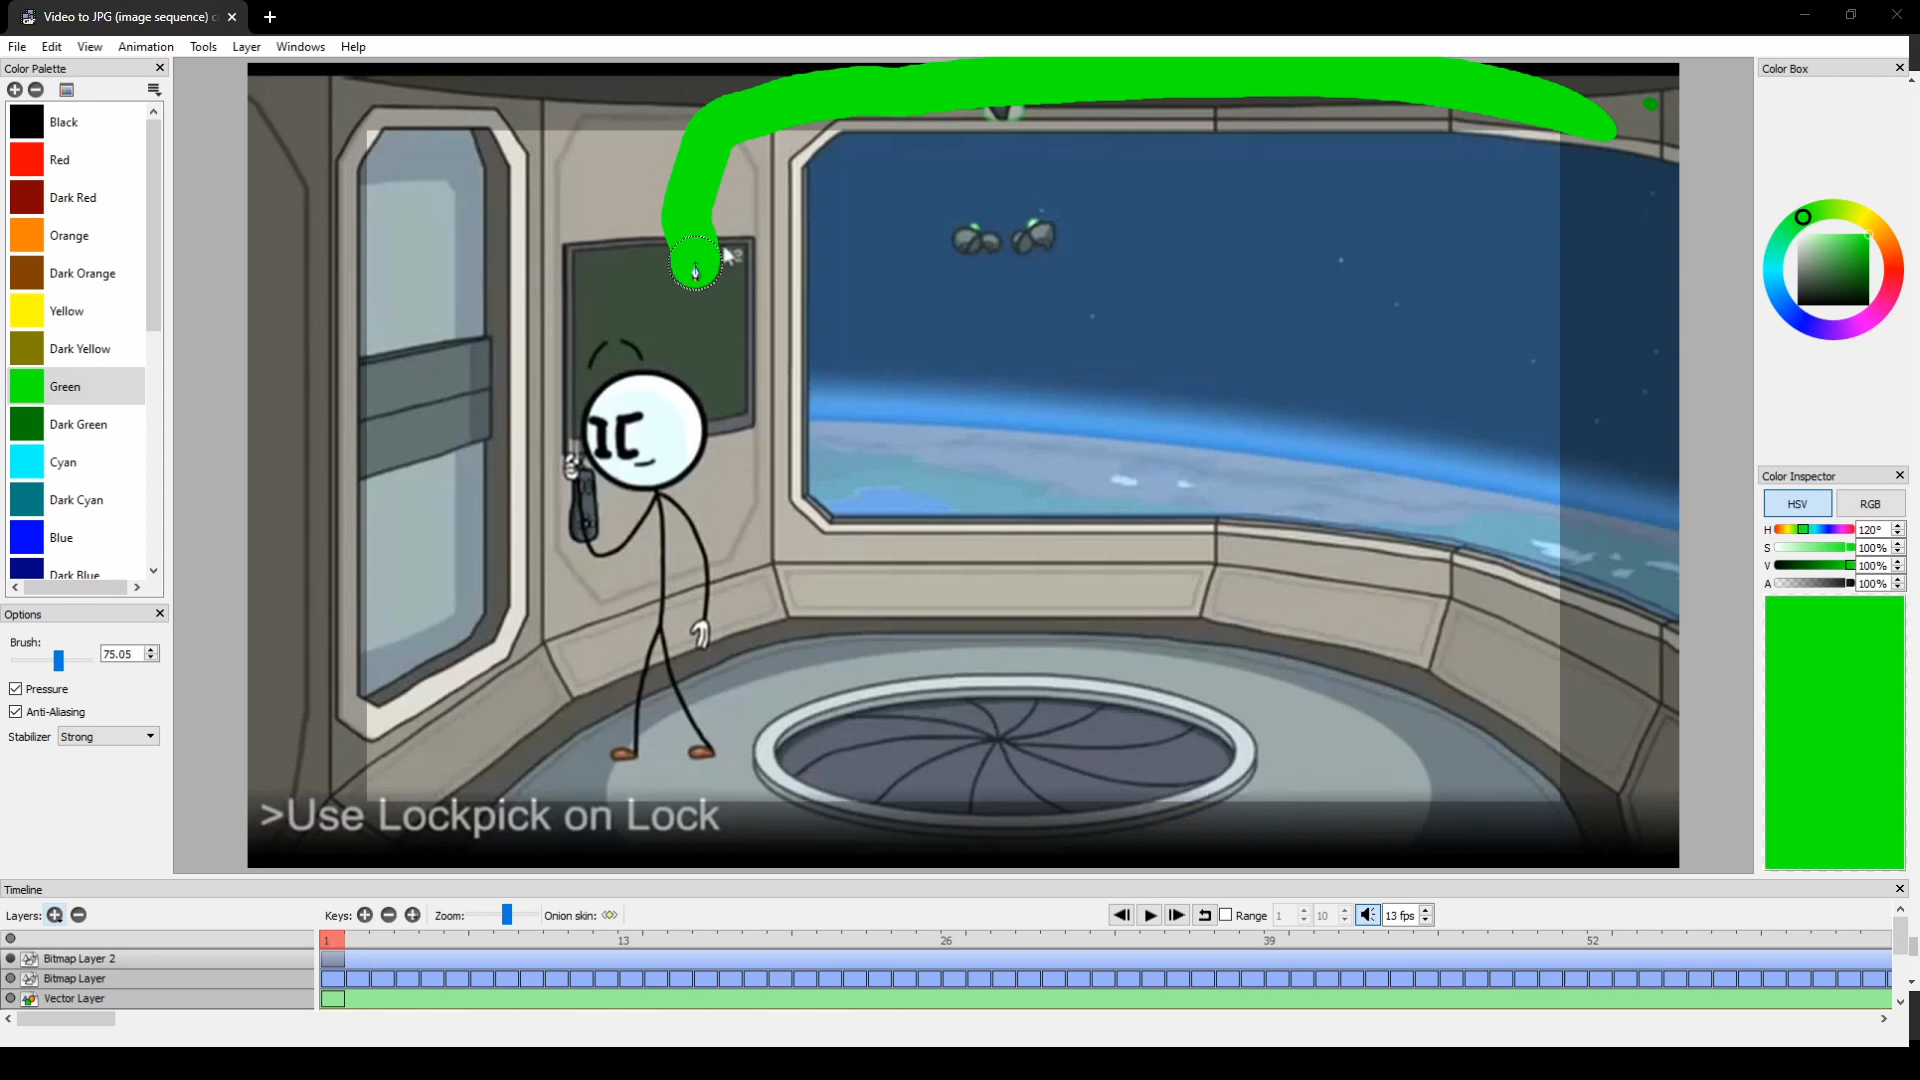 Video to JPG (image sequence) c
File Edit View Animation Tools Layer Windows Help
Color Palette
Black
Red
Dark Red
Orange
Dark Orange
Yellow
Dark Yellow
Green
Dark Green
Cyan
Dark Cyan
Blue
Dark Blue
Options
Brush:
75.05
Pressure
Anti-Aliasing
Stabilizer Strong
>Use Lockpick on Lock
Color Box
Color Inspector
HSV RGB
H 120°
S 100%
V 100%
A 100%
Timeline
Layers: Keys: Zoom: Onion skin: Range 1 10 13 fps
1 13 26 39 52
Bitmap Layer 2
Bitmap Layer
Vector Layer